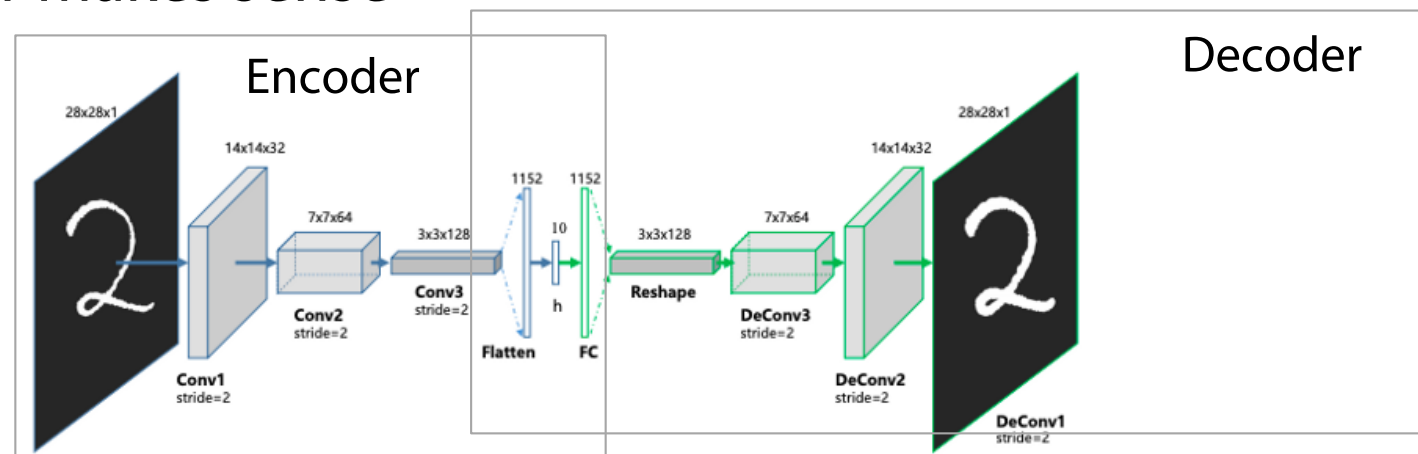 Encoder
Decoder
28x28x1
14x14x32
7x7x64
3x3x128
1152
10
1152
3x3x128
7x7x64
14x14x32
28x28x1
Conv1
stride=2
Conv2
stride=2
Conv3
stride=2
Flatten
h
FC
Reshape
DeConv3
stride=2
DeConv2
stride=2
DeConv1
stride=2